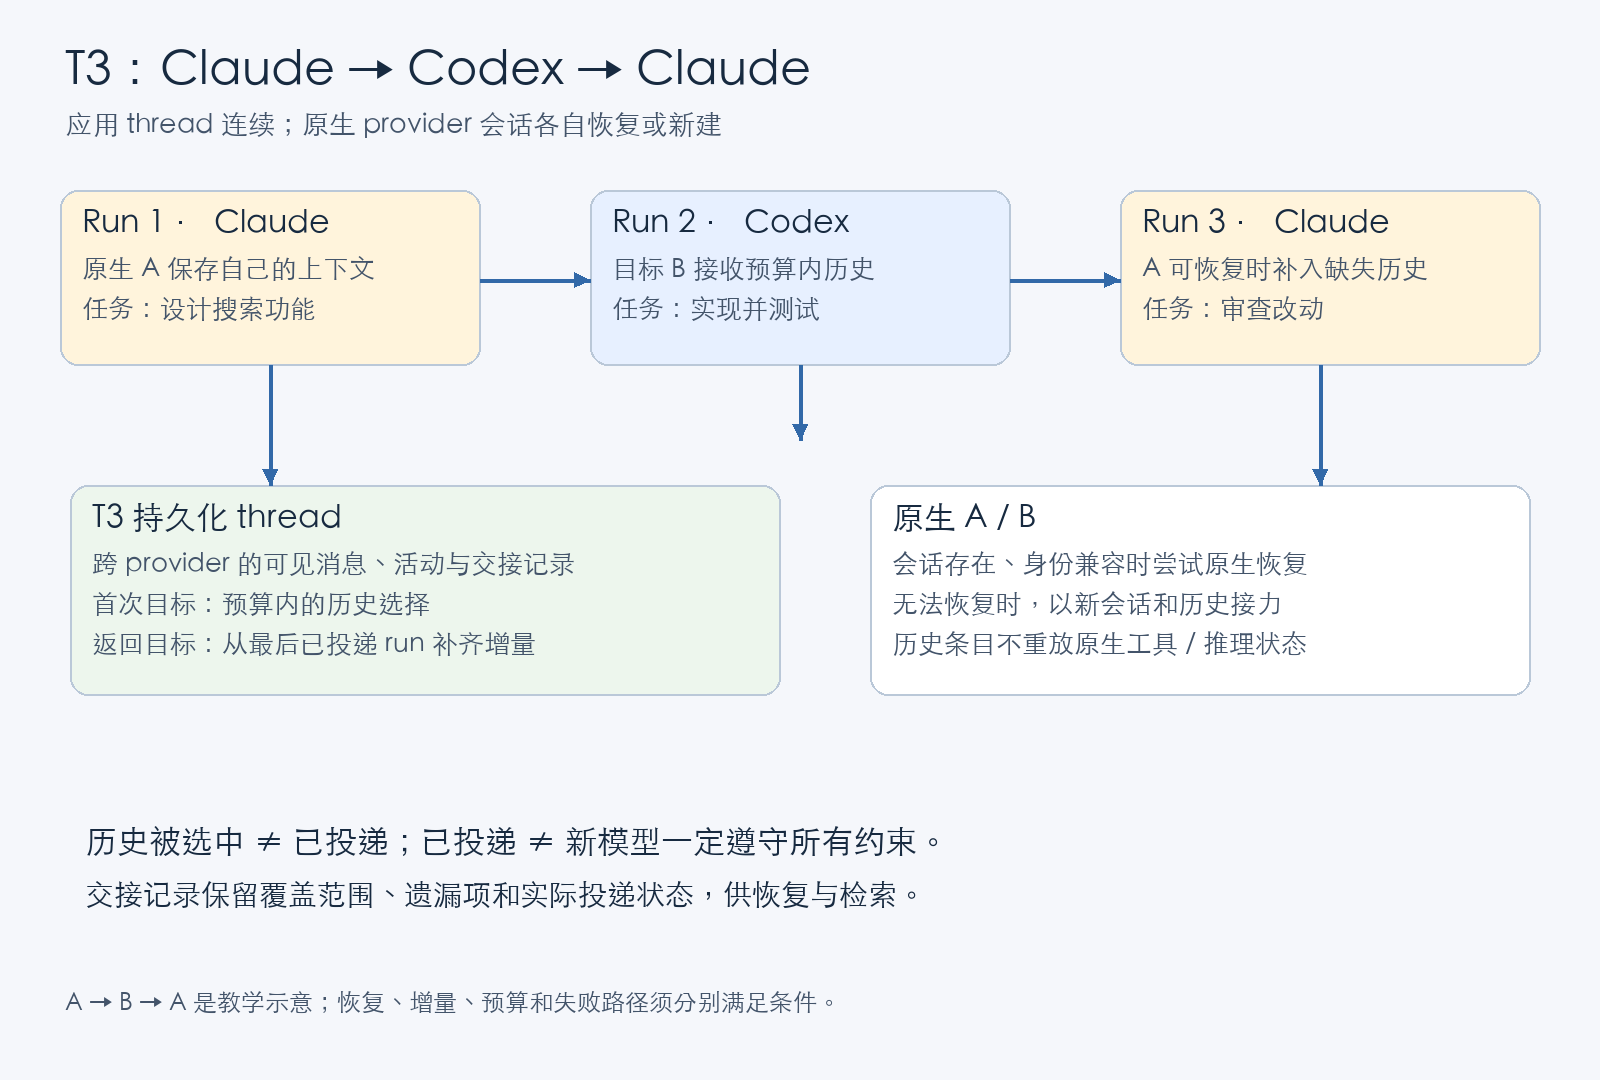 T3：Claude → Codex → Claude
应用 thread 连续；原生 provider 会话各自恢复或新建
Run 1 · Claude
原生 A 保存自己的上下文
任务：设计搜索功能
Run 2 · Codex
目标 B 接收预算内历史
任务：实现并测试
Run 3 · Claude
A 可恢复时补入缺失历史
任务：审查改动
T3 持久化 thread
跨 provider 的可见消息、活动与交接记录
首次目标：预算内的历史选择
返回目标：从最后已投递 run 补齐增量
原生 A / B
会话存在、身份兼容时尝试原生恢复
无法恢复时，以新会话和历史接力
历史条目不重放原生工具 / 推理状态
历史被选中 ≠ 已投递；已投递 ≠ 新模型一定遵守所有约束。
交接记录保留覆盖范围、遗漏项和实际投递状态，供恢复与检索。
A → B → A 是教学示意；恢复、增量、预算和失败路径须分别满足条件。